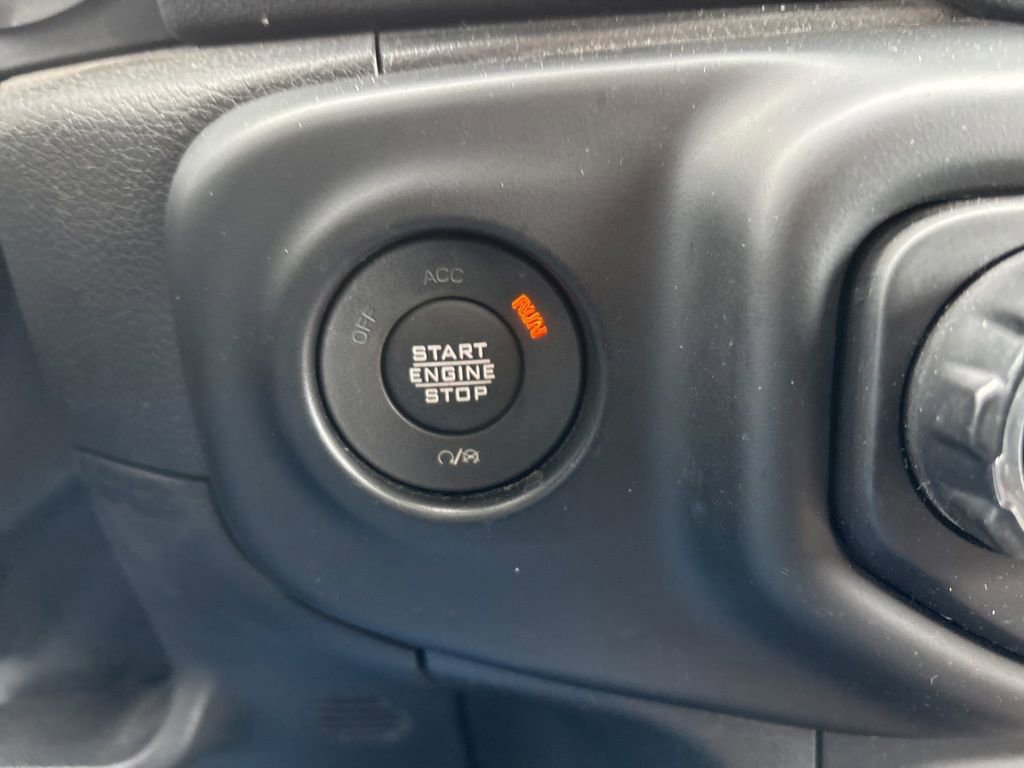 OFF
ACC
RUN
START
ENGINE
STOP